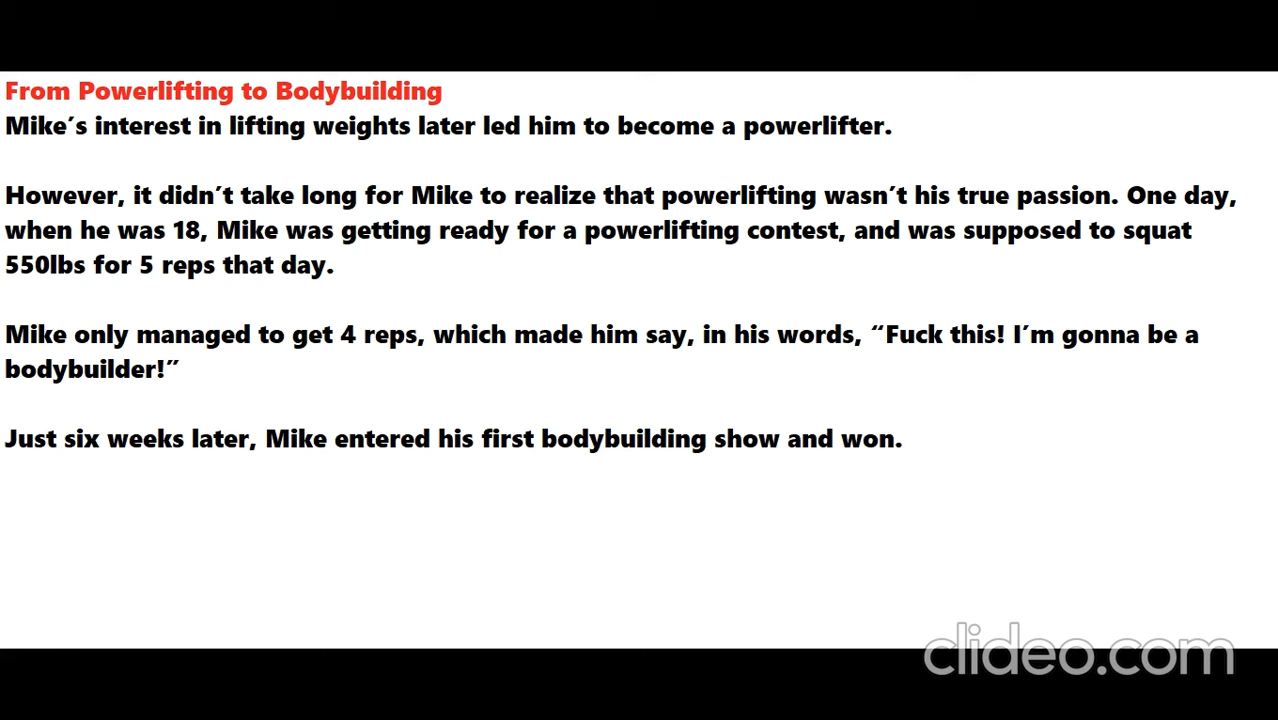 From Powerlifting to Bodybuilding
Mike’s interest in lifting weights later led him to become a powerlifter.
However, it didn’t take long for Mike to realize that powerlifting wasn’t his true passion. One day,
when he was 18, Mike was getting ready for a powerlifting contest, and was supposed to squat
550lbs for 5 reps that day.
Mike only managed to get 4 reps, which made him say, in his words, “Fuck this! I’m gonna be a
bodybuilder!”
Just six weeks later, Mike entered his first bodybuilding show and won.
clideo.com